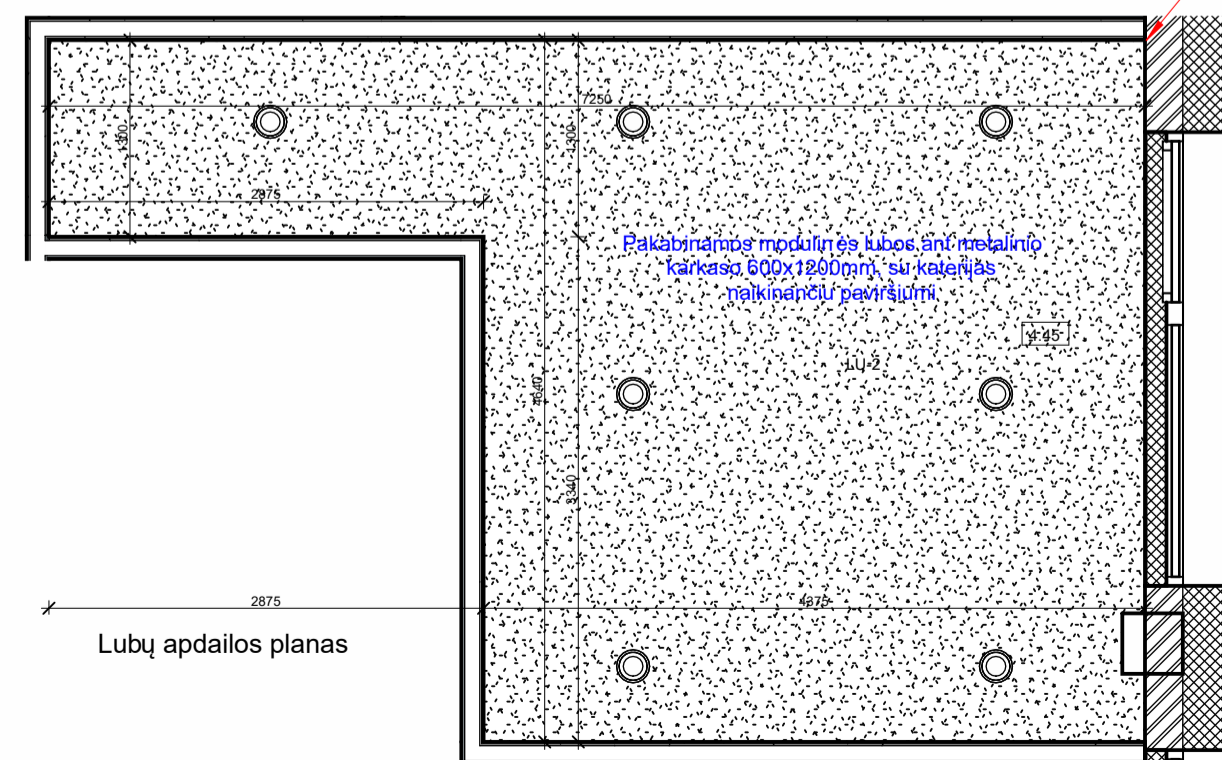 7250
1300
1300
2875
Pakabinamos modulinės lubos ant metalinio
karkaso 600x1200mm. su katerijas
naikinančiu paviršiumi
4.45
LU-2
4640
3340
2875
4375
Lubų apdailos planas